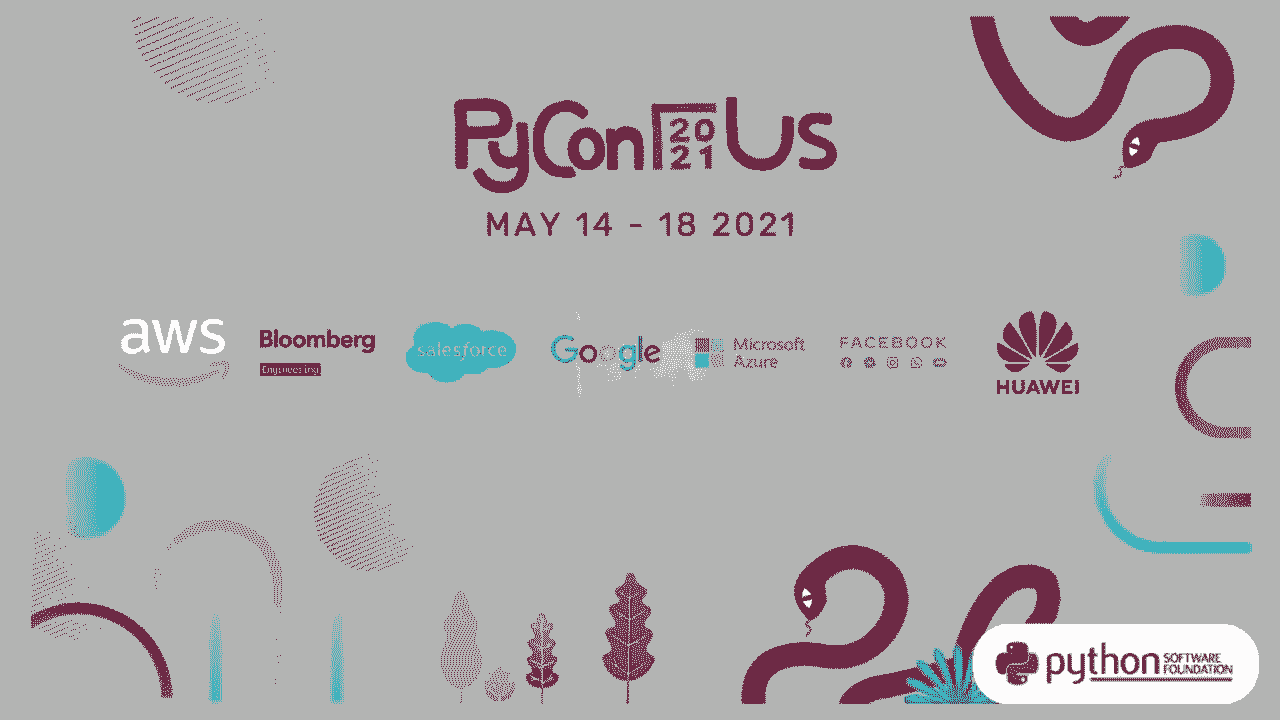 PyCon 2021 US
MAY 14 - 18 2021
aws
Bloomberg
Engineering
salesforce
Google
Microsoft
Azure
FACEBOOK
HUAWEI
python SOFTWARE
FOUNDATION